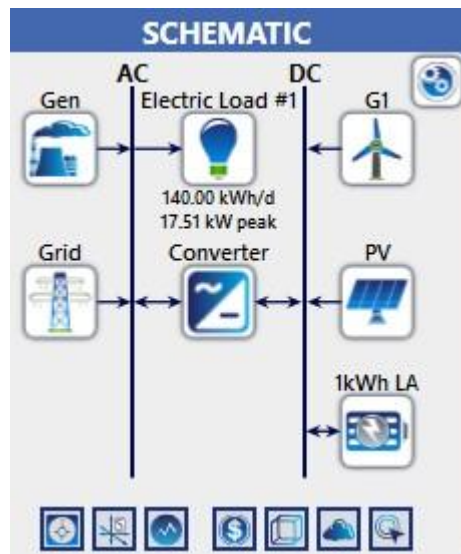 SCHEMATIC
AC DC
Gen Electric Load #1 G1
140.00 kWh/d
17.51 kW peak
Grid Converter PV
1kWh LA